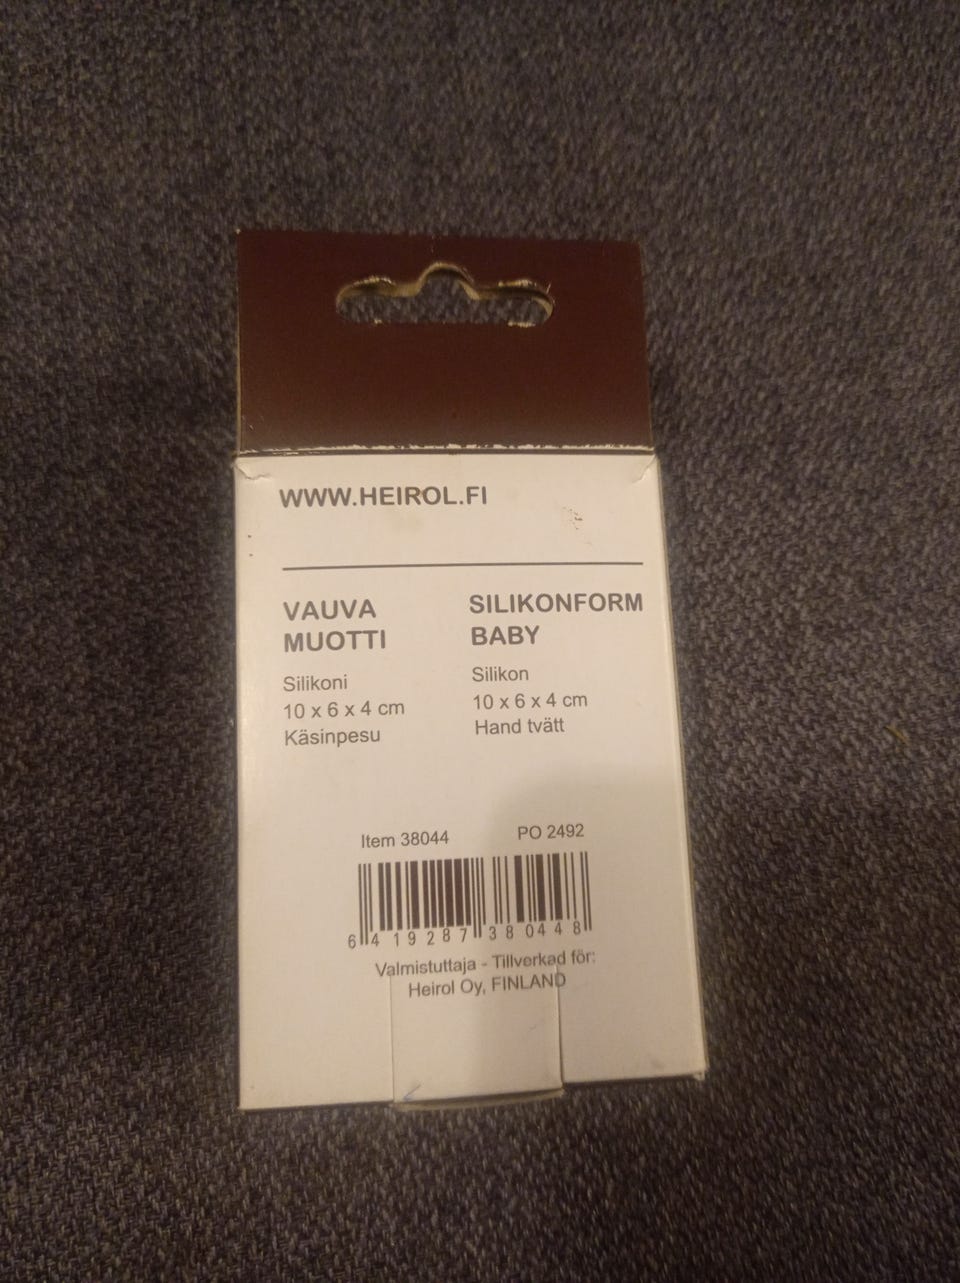 WWW.HEIROL.FI
VAUVA
MUOTTI
Silikoni
10 x 6 x 4 cm
Käsinpesu
SILIKONFORM
BABY
Silikon
10 x 6 x 4 cm
Hand tvätt
Item 38044 PO 2492
6 419287 380448
Valmistuttaja - Tillverkad för:
Heirol Oy, FINLAND